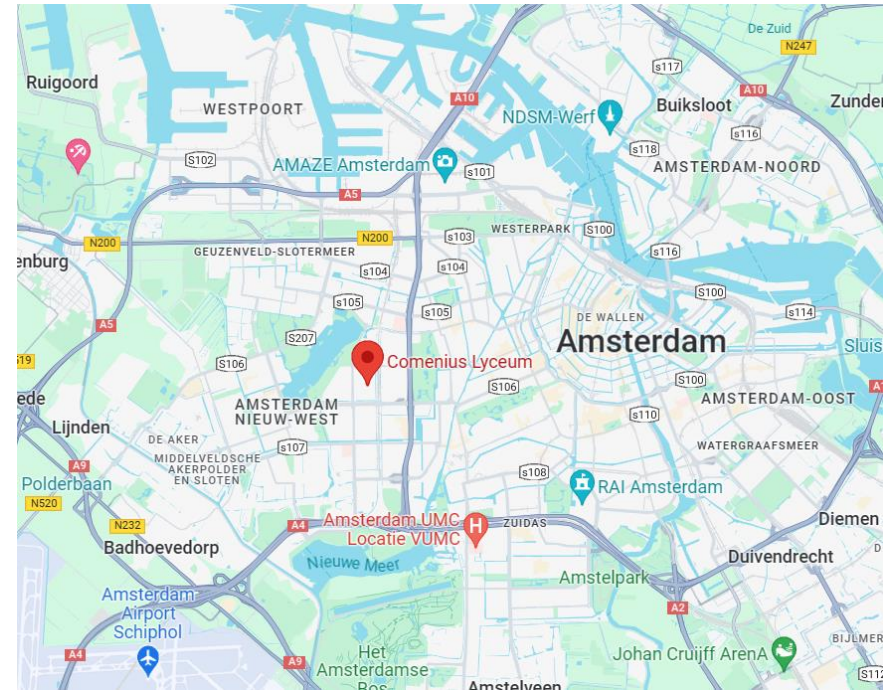 De Zuid
N247
s117
Ruigoord
A10
A10
Buiksloot
Zunder
WESTPOORT
NDSM-Werf
s116
s118
S102
AMAZE Amsterdam
s101
AMSTERDAM-NOORD
A5
WESTERPARK
S100
N200
N200
s103
GEUZENVELD-SLOTERMEER
s116
enburg
s104
s104
S100
s105
s105
DE WALLEN
s114
A5
S207
Amsterdam
Sluis
519
S106
Comenius Lyceum
S106
S100
A1
ede
AMSTERDAM
NIEUW-WEST
s110
AMSTERDAM-OOST
Lijnden
DE AKER
s107
WATERGRAAFSMEER
MIDDELVELDSCHE
AKERPOLDER
EN SLOTEN
A9
s108
Polderbaan
RAI Amsterdam
N520
N232
A4
Amsterdam UMC
Locatie VUMC
ZUIDAS
Diemen
Badhoevedorp
Nieuwe Meer
Duivendrecht
Amstelpark
Amsterdam
Airport
Schiphol
A2
BIJLMER
A4
A9
Het
Amsterdamse
Bos
Johan Cruijff ArenA
S112
Amstelveen